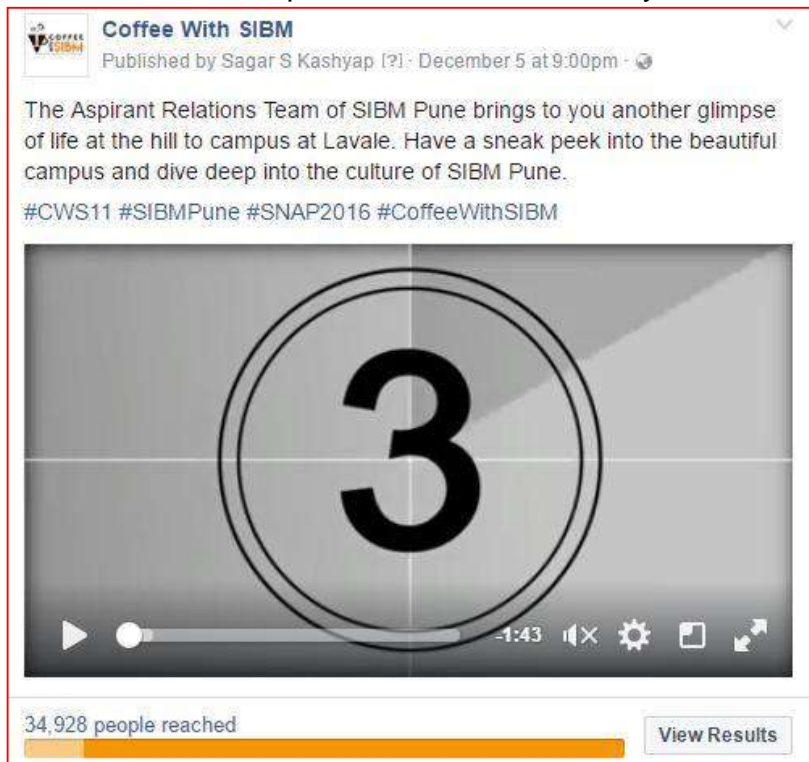 COFFEE
SIBM
Coffee With SIBM
Published by Sagar S Kashyap [?] · December 5 at 9:00pm ·
The Aspirant Relations Team of SIBM Pune brings to you another glimpse
of life at the hill to campus at Lavale. Have a sneak peek into the beautiful
campus and dive deep into the culture of SIBM Pune.
#CWS11 #SIBMPune #SNAP2016 #CoffeeWithSIBM
3
-1:43
34,928 people reached
View Results